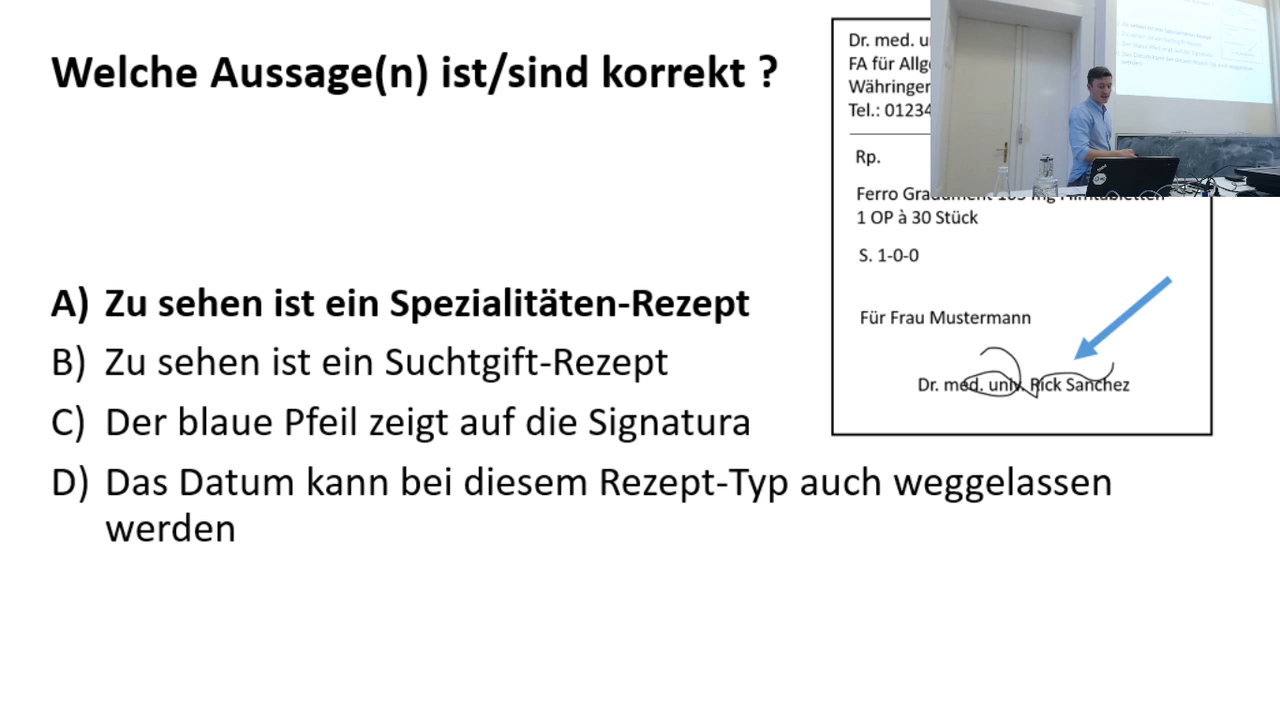 Welche Aussage(n) ist/sind korrekt ?
A) Zu sehen ist ein Spezialitäten-Rezept
B) Zu sehen ist ein Suchtgift-Rezept
C) Der blaue Pfeil zeigt auf die Signatura
D) Das Datum kann bei diesem Rezept-Typ auch weggelassen
werden
Dr. med. u
FA für Allg
Währinger
Tel.: 01234
Rp.
Ferro Gradument 105 mg Filmtabletten
1 OP à 30 Stück
S. 1-0-0
Für Frau Mustermann
Dr. med. univ. Rick Sanchez